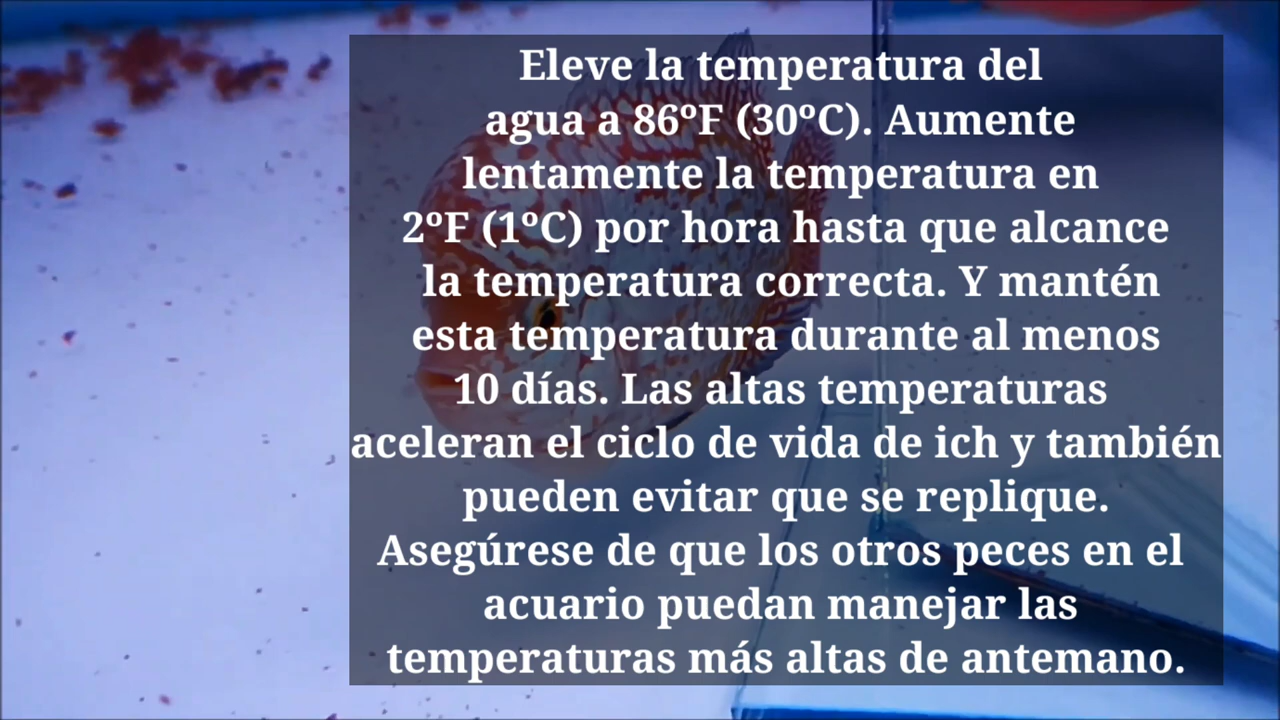 Eleve la temperatura del
agua a 86ºF (30ºC). Aumente
lentamente la temperatura en
2ºF (1ºC) por hora hasta que alcance
la temperatura correcta. Y mantén
esta temperatura durante al menos
10 días. Las altas temperaturas
aceleran el ciclo de vida de ich y también
pueden evitar que se replique.
Asegúrese de que los otros peces en el
acuario puedan manejar las
temperaturas más altas de antemano.